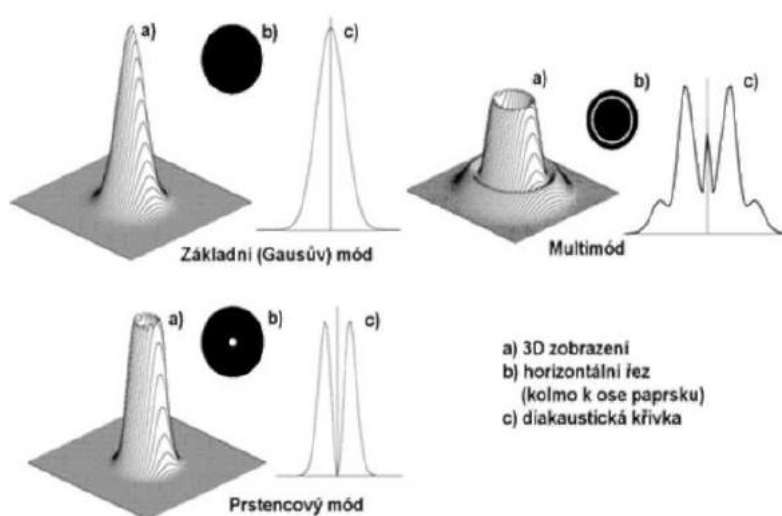 a)
b)
c)
Základní (Gausův) mód
a)
b)
c)
Multimód
a)
b)
c)
Prstencový mód
a) 3D zobrazení
b) horizontální řez
(kolmo k ose paprsku)
c) diakaustická křivka